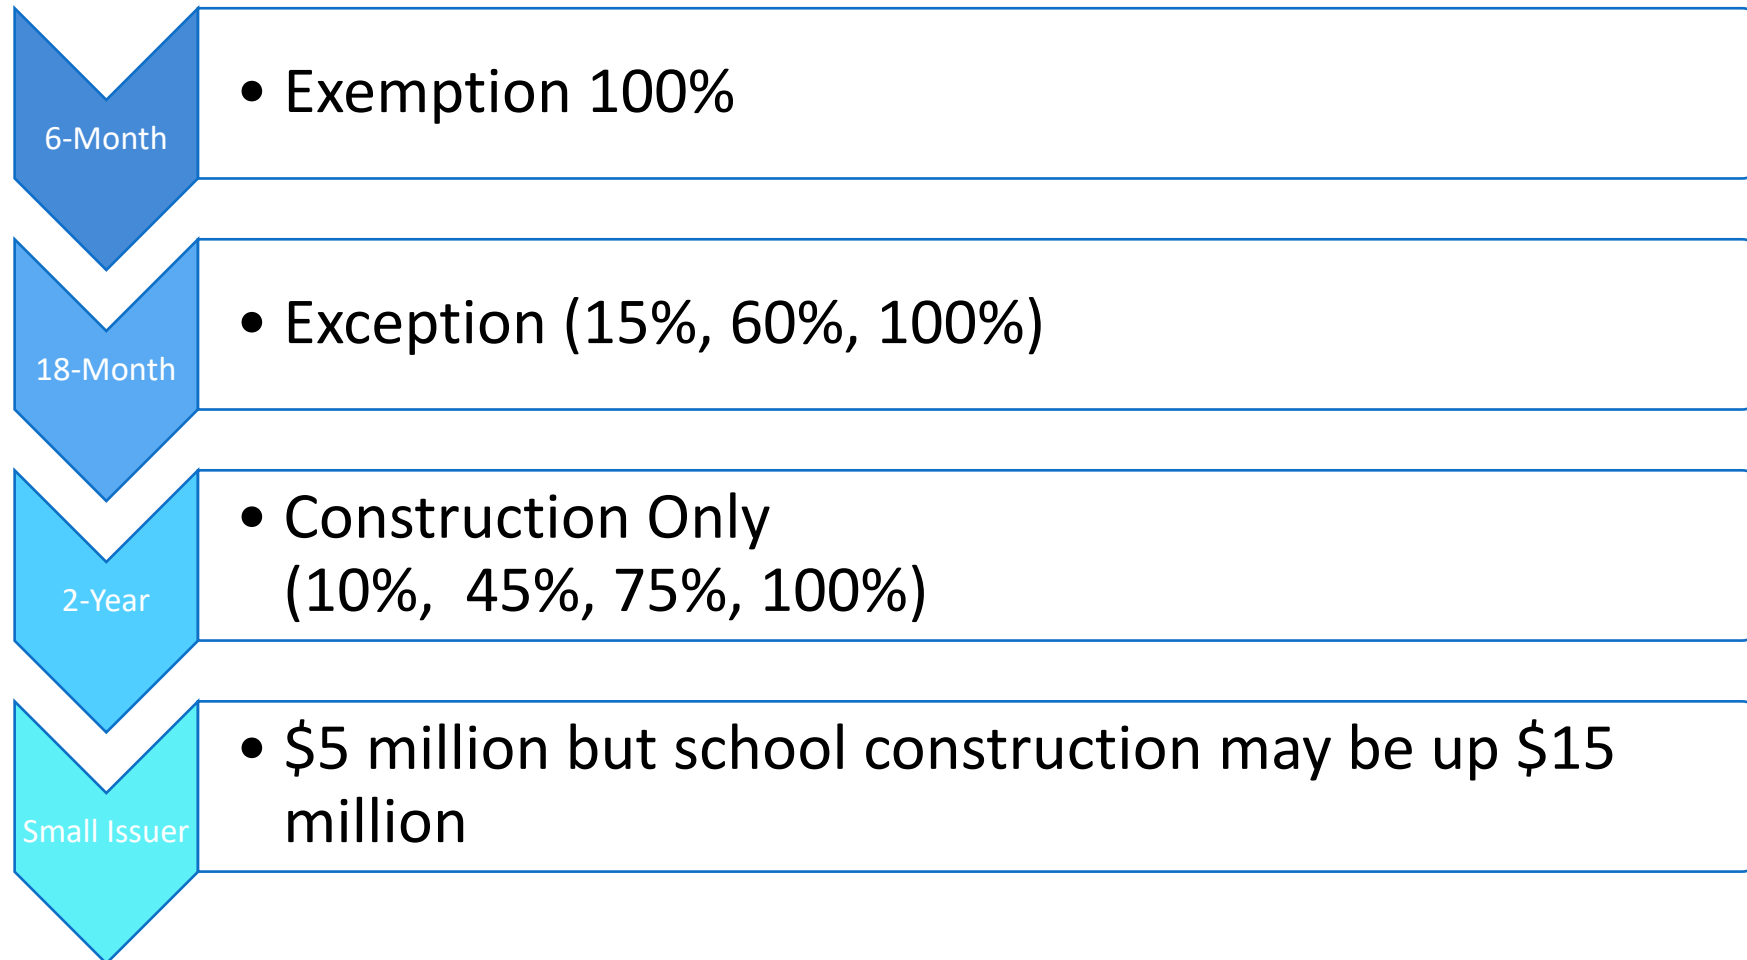 6-Month
• Exemption 100%
18-Month
• Exception (15%, 60%, 100%)
2-Year
• Construction Only
(10%,  45%, 75%, 100%)
Small Issuer
• $5 million but school construction may be up $15
million